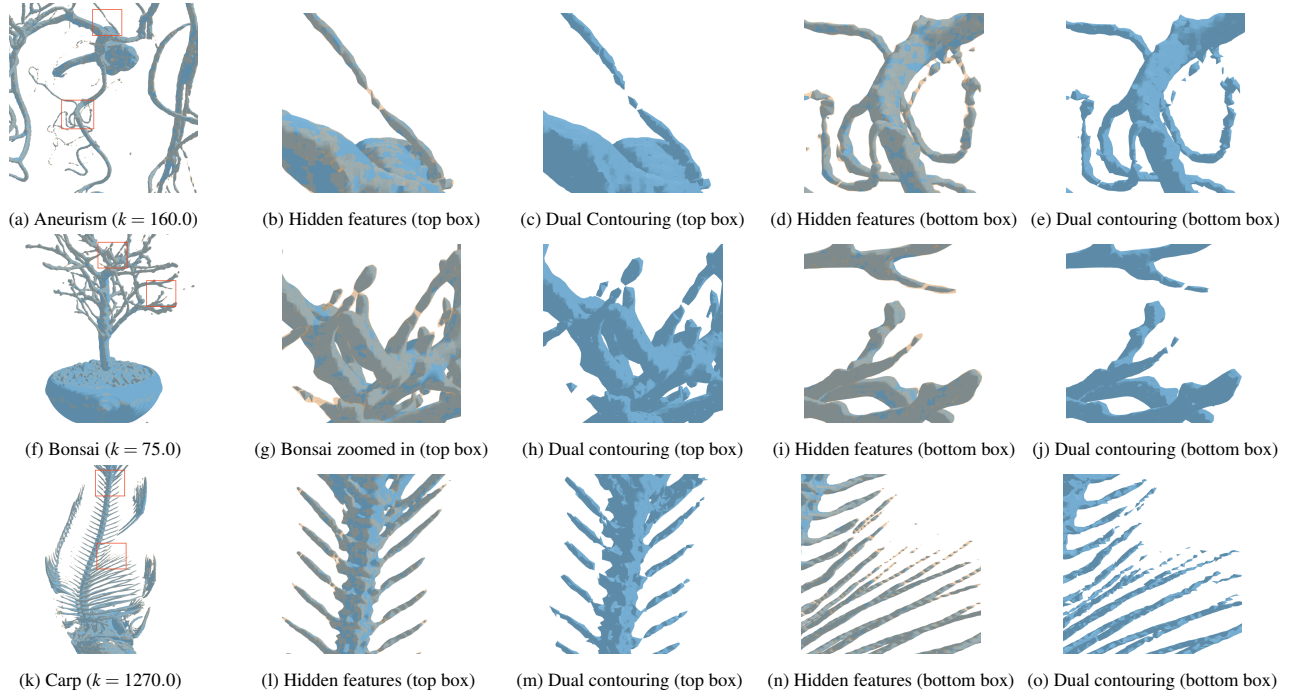 (a) Aneurism (k = 160.0)
(b) Hidden features (top box)
(c) Dual Contouring (top box)
(d) Hidden features (bottom box)
(e) Dual contouring (bottom box)
(f) Bonsai (k = 75.0)
(g) Bonsai zoomed in (top box)
(h) Dual contouring (top box)
(i) Hidden features (bottom box)
(j) Dual contouring (bottom box)
(k) Carp (k = 1270.0)
(l) Hidden features (top box)
(m) Dual contouring (top box)
(n) Hidden features (bottom box)
(o) Dual contouring (bottom box)